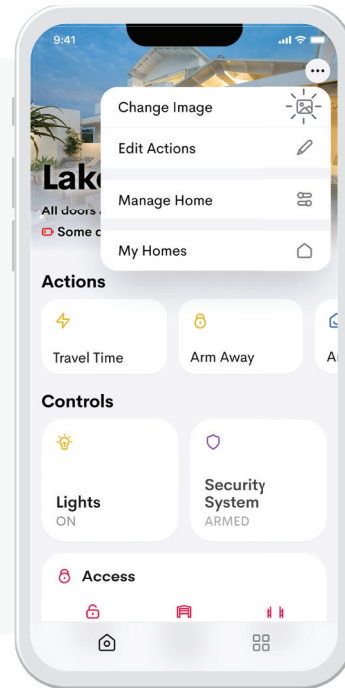 9:41
Change Image
Edit Actions
Lak
Manage Home
All doors
Some
My Homes
Actions
Travel Time
Arm Away
Controls
Lights
ON
Security
System
ARMED
Access